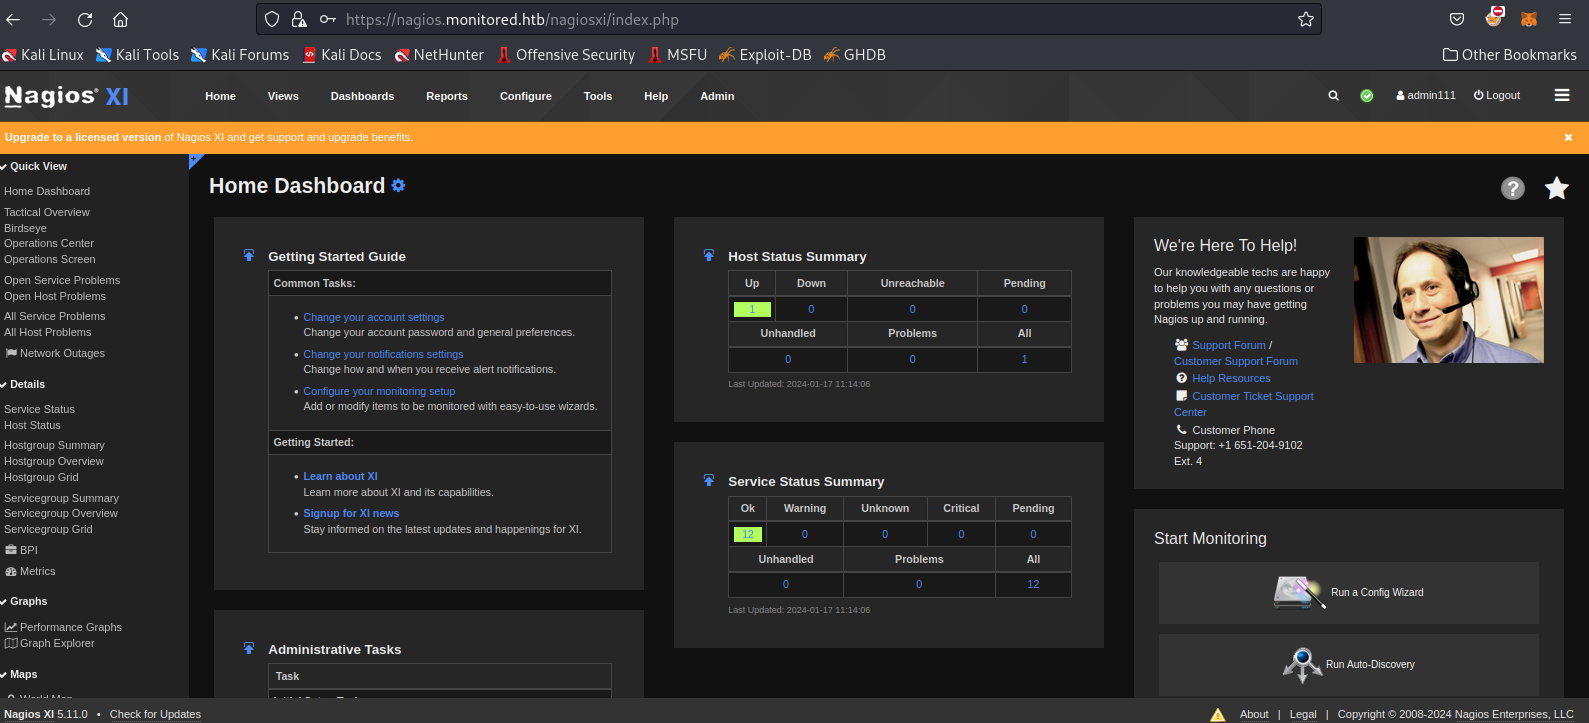 https://nagios.monitored.htb/nagiosxi/index.php
Kali Linux Kali Tools Kali Forums Kali Docs NetHunter Offensive Security MSFU Exploit-DB GHDB Other Bookmarks
Nagios® XI Home Views Dashboards Reports Configure Tools Help Admin admin111 Logout
Upgrade to a licensed version of Nagios XI and get support and upgrade benefits.
Quick View
Home Dashboard
Tactical Overview
Birdseye
Operations Center
Operations Screen
Open Service Problems
Open Host Problems
All Service Problems
All Host Problems
Network Outages
Details
Service Status
Host Status
Hostgroup Summary
Hostgroup Overview
Hostgroup Grid
Servicegroup Summary
Servicegroup Overview
Servicegroup Grid
BPI
Metrics
Graphs
Performance Graphs
Graph Explorer
Maps
World Map
Home Dashboard
Getting Started Guide
Common Tasks:
Change your account settings
Change your account password and general preferences.
Change your notifications settings
Change how and when you receive alert notifications.
Configure your monitoring setup
Add or modify items to be monitored with easy-to-use wizards.
Getting Started:
Learn about XI
Learn more about XI and its capabilities.
Signup for XI news
Stay informed on the latest updates and happenings for XI.
Administrative Tasks
Task
Host Status Summary
Up Down Unreachable Pending
1 0 0 0
Unhandled Problems All
0 0 1
Last Updated: 2024-01-17 11:14:06
Service Status Summary
Ok Warning Unknown Critical Pending
12 0 0 0 0
Unhandled Problems All
0 0 12
Last Updated: 2024-01-17 11:14:06
We're Here To Help!
Our knowledgeable techs are happy
to help you with any questions or
problems you may have getting
Nagios up and running.
Support Forum /
Customer Support Forum
Help Resources
Customer Ticket Support
Center
Customer Phone
Support: +1 651-204-9102
Ext. 4
Start Monitoring
Run a Config Wizard
Run Auto-Discovery
Nagios XI 5.11.0 • Check for Updates About | Legal | Copyright © 2008-2024 Nagios Enterprises, LLC